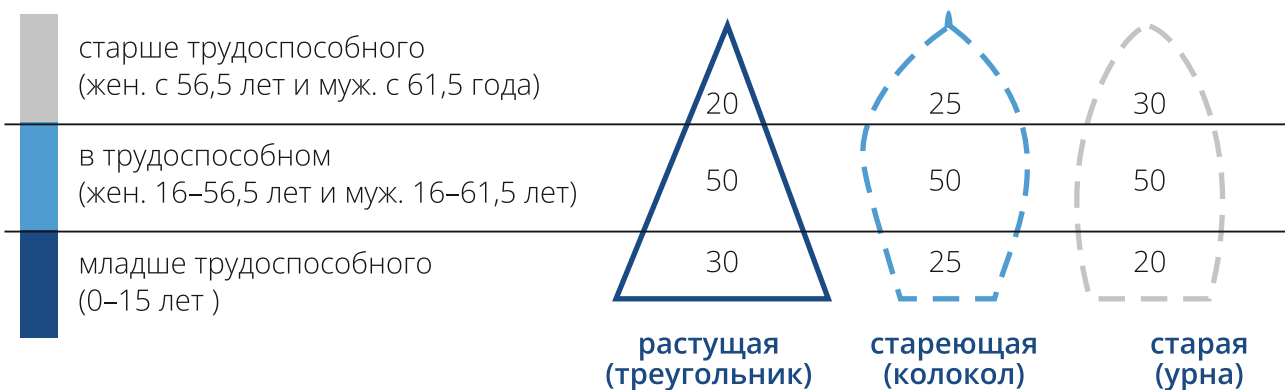 старше трудоспособного
(жен. с 56,5 лет и муж. с 61,5 года)
20
25
30
в трудоспособном
(жен. 16–56,5 лет и муж. 16–61,5 лет)
50
50
50
младше трудоспособного
(0–15 лет )
30
25
20
растущая
(треугольник)
стареющая
(колокол)
старая
(урна)